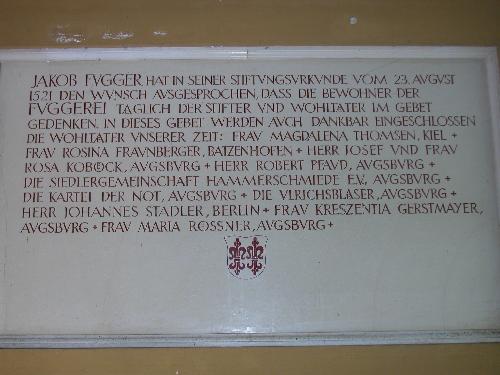 JAKOB FVGGER HAT IN SEINER STIFTVNGSVRKVNDE VOM 23. AVGVST
1521 DEN WVNSCH AVSGESPROCHEN, DASS DIE BEWOHNER DER
FVGGEREI TÄGLICH DER STIFTER VND WOHLTÄTER IM GEBET
GEDENKEN. IN DIESES GEBET WERDEN AVCH DANKBAR EINGESCHLOSSEN
DIE WOHLTÄTER VNSERER ZEIT: FRAV MAGDALENA THOMSEN, KIEL +
FRAV ROSINA FRAVNBERGER, BATZENHOFEN + HERR JOSEF VND FRAV
ROSA KOBOCK, AVGSBVRG + HERR ROBERT PFAVD, AVGSBVRG +
DIE SIEDLERGEMEINSCHAFT HAMMERSCHMIEDE E.V., AVGSBVRG +
DIE KARTEI DER NOT, AVGSBVRG + DIE VLRICHSBLÄSER, AVGSBVRG +
HERR JOHANNES STADLER, BERLIN + FRAV KRESZENTIA GERSTMAYER,
AVGSBVRG + FRAV MARIA RÖSSNER, AVGSBVRG +